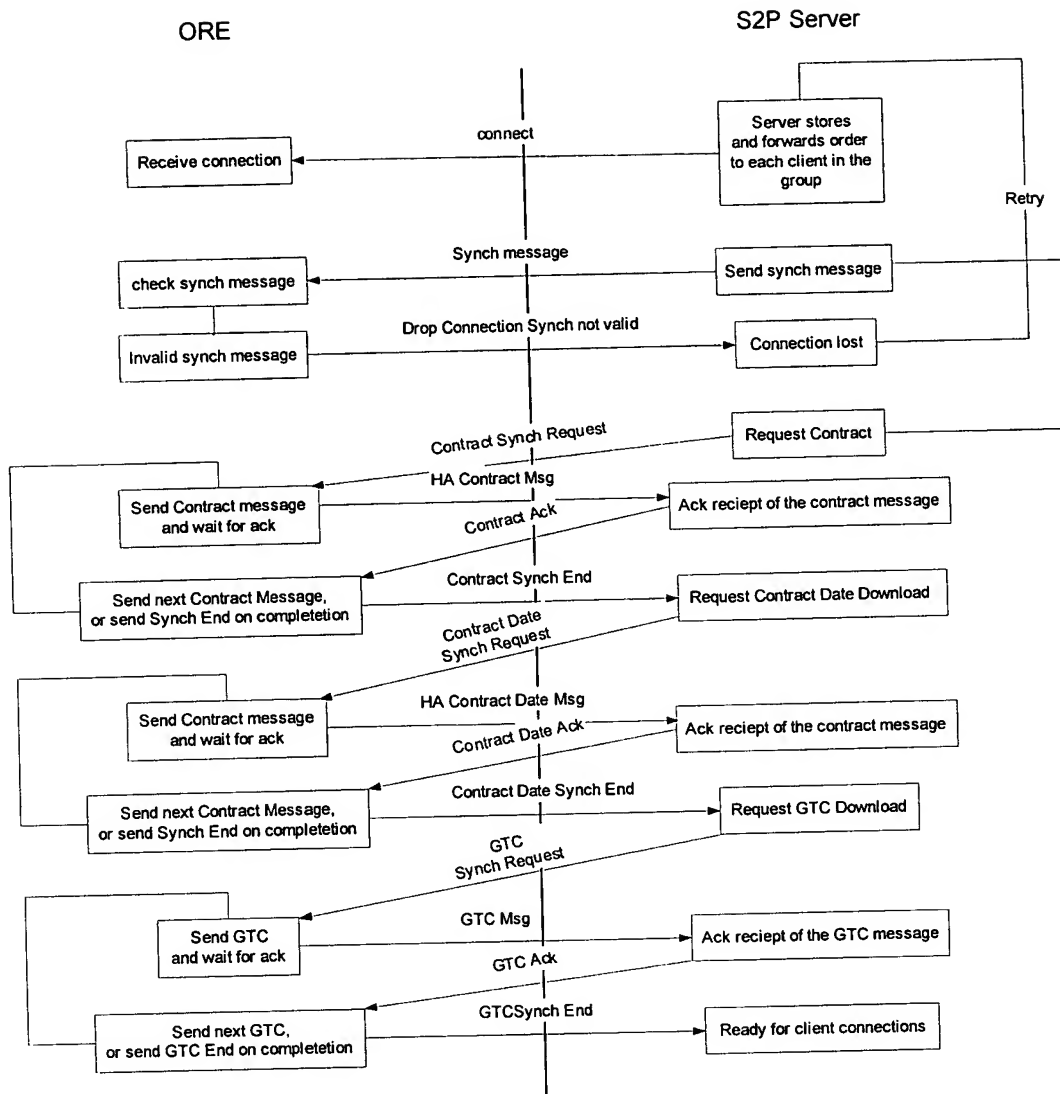 ORE
S2P Server
connect
Receive connection
Server stores
and forwards order
to each client in the
group
Retry
Synch message
check synch message
Send synch message
Drop Connection Synch not valid
Invalid synch message
Connection lost
Contract Synch Request
Request Contract
HA Contract Msg
Send Contract message
and wait for ack
Ack reciept of the contract message
Contract Ack
Contract Synch End
Send next Contract Message,
or send Synch End on completetion
Request Contract Date Download
Contract Date
Synch Request
HA Contract Date Msg
Send Contract message
and wait for ack
Ack reciept of the contract message
Contract Date Ack
Contract Date Synch End
Send next Contract Message,
or send Synch End on completetion
Request GTC Download
GTC
Synch Request
GTC Msg
Send GTC
and wait for ack
Ack reciept of the GTC message
GTC Ack
GTCSynch End
Send next GTC,
or send GTC End on completetion
Ready for client connections